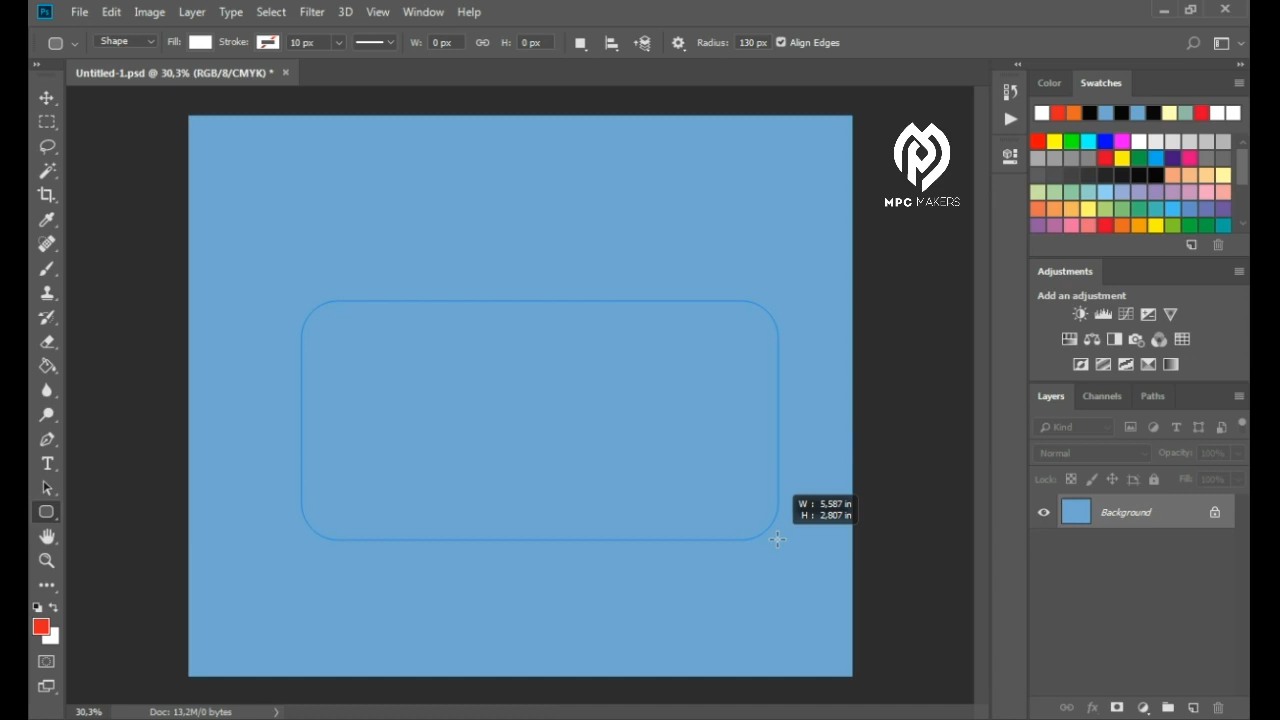 Ps File Edit Image Layer Type Select Filter 3D View Window Help
Shape Fill: Stroke: 10 px W: 0 px H: 0 px Radius: 130 px Align Edges
Untitled-1.psd @ 30,3% (RGB/8/CMYK) * ×
MPC MAKERS
W : 5,587 in
H : 2,807 in
Color Swatches
Adjustments
Add an adjustment
Layers Channels Paths
Kind
Normal Opacity: 100%
Lock: Fill: 100%
Background
30,3% Doc: 13,2M/0 bytes